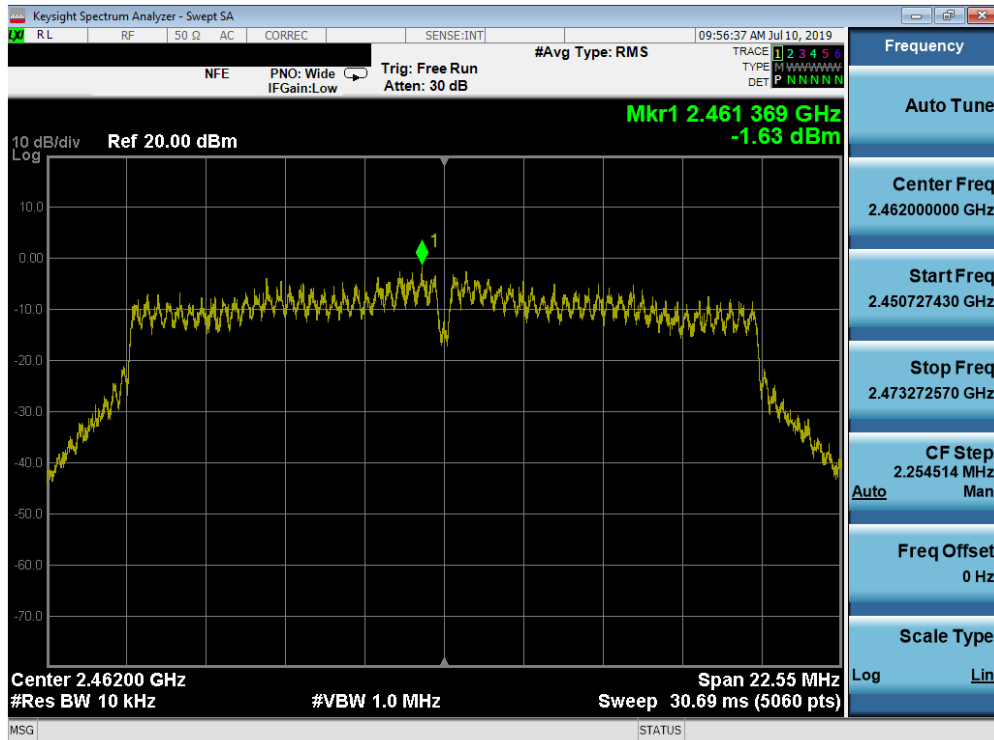 Keysight Spectrum Analyzer - Swept SA
LXI RL RF 50 Ω AC CORREC SENSE:INT 09:56:37 AM Jul 10, 2019
NFE PNO: Wide Trig: Free Run #Avg Type: RMS TRACE 1 2 3 4 5 6
IFGain:Low Atten: 30 dB TYPE M WWWWW
DET P N N N N N
Mkr1 2.461 369 GHz
-1.63 dBm
10 dB/div Ref 20.00 dBm
Log
10.0
0.00
-10.0
-20.0
-30.0
-40.0
-50.0
-60.0
-70.0
1
Center 2.46200 GHz Span 22.55 MHz
#Res BW 10 kHz #VBW 1.0 MHz Sweep 30.69 ms (5060 pts)
MSG STATUS
Frequency
Auto Tune
Center Freq
2.462000000 GHz
Start Freq
2.450727430 GHz
Stop Freq
2.473272570 GHz
CF Step
2.254514 MHz
Auto Man
Freq Offset
0 Hz
Scale Type
Log Lin